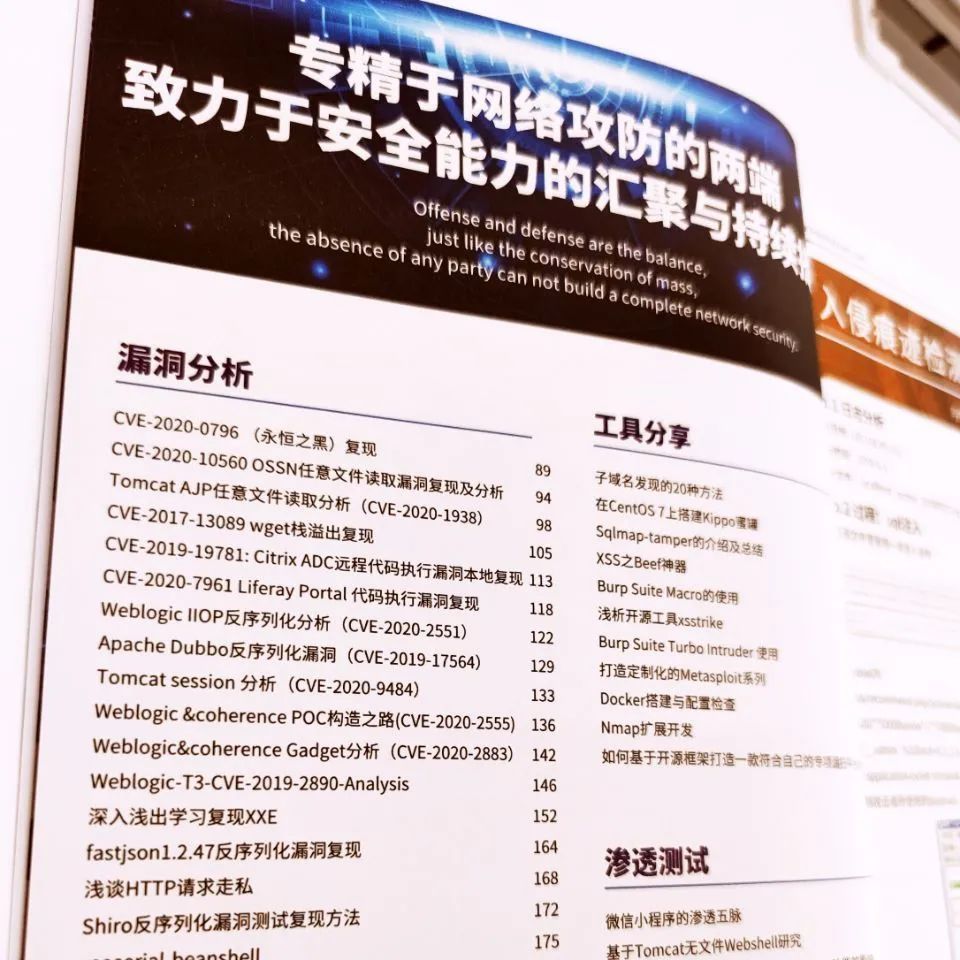 专精于网络攻防的两端
致力于安全能力的汇聚与持续
Offense and defense are the balance,
just like the conservation of mass,
the absence of any party can not build a complete network security.
漏洞分析
CVE-2020-0796 （永恒之黑）复现 89
CVE-2020-10560 OSSN任意文件读取漏洞复现及分析 94
Tomcat AJP任意文件读取分析（CVE-2020-1938） 98
CVE-2017-13089 wget栈溢出复现 105
CVE-2019-19781: Citrix ADC远程代码执行漏洞本地复现 113
CVE-2020-7961 Liferay Portal 代码执行漏洞复现 118
Weblogic IIOP反序列化分析（CVE-2020-2551） 122
Apache Dubbo反序列化漏洞（CVE-2019-17564） 129
Tomcat session 分析（CVE-2020-9484） 133
Weblogic &coherence POC构造之路(CVE-2020-2555) 136
Weblogic&coherence Gadget分析（CVE-2020-2883） 142
Weblogic-T3-CVE-2019-2890-Analysis 146
深入浅出学习复现XXE 152
fastjson1.2.47反序列化漏洞复现 164
浅谈HTTP请求走私 168
Shiro反序列化漏洞测试复现方法 172
beanshell 175
工具分享
子域名发现的20种方法
在CentOS 7上搭建Kippo蜜罐
Sqlmap-tamper的介绍及总结
XSS之Beef神器
Burp Suite Macro的使用
浅析开源工具xsstrike
Burp Suite Turbo Intruder 使用
打造定制化的Metasploit系列
Docker搭建与配置检查
Nmap扩展开发
如何基于开源框架打造一款符合自己的专项
渗透测试
微信小程序的渗透五脉
基于Tomcat无文件Webshell研究
入侵痕迹检测